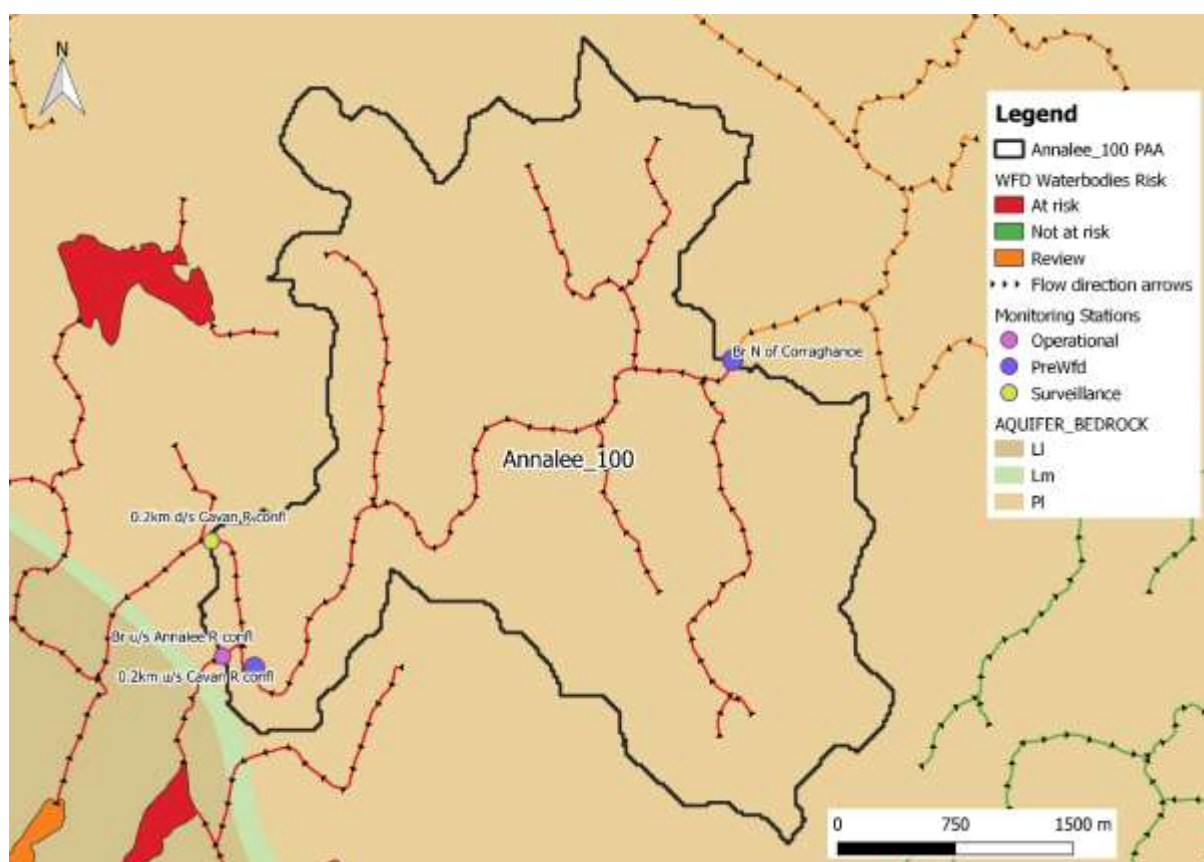 N
Br N of Corraghance
Annalee_100
0.2km d/s Cavan R confl
Br u/s Annalee R confl
0.2km u/s Cavan R confl
Legend
Annalee_100 PAA
WFD Waterbodies Risk
At risk
Not at risk
Review
Flow direction arrows
Monitoring Stations
Operational
PreWfd
Surveillance
AQUIFER_BEDROCK
Ll
Lm
Pl
0 750 1500 m